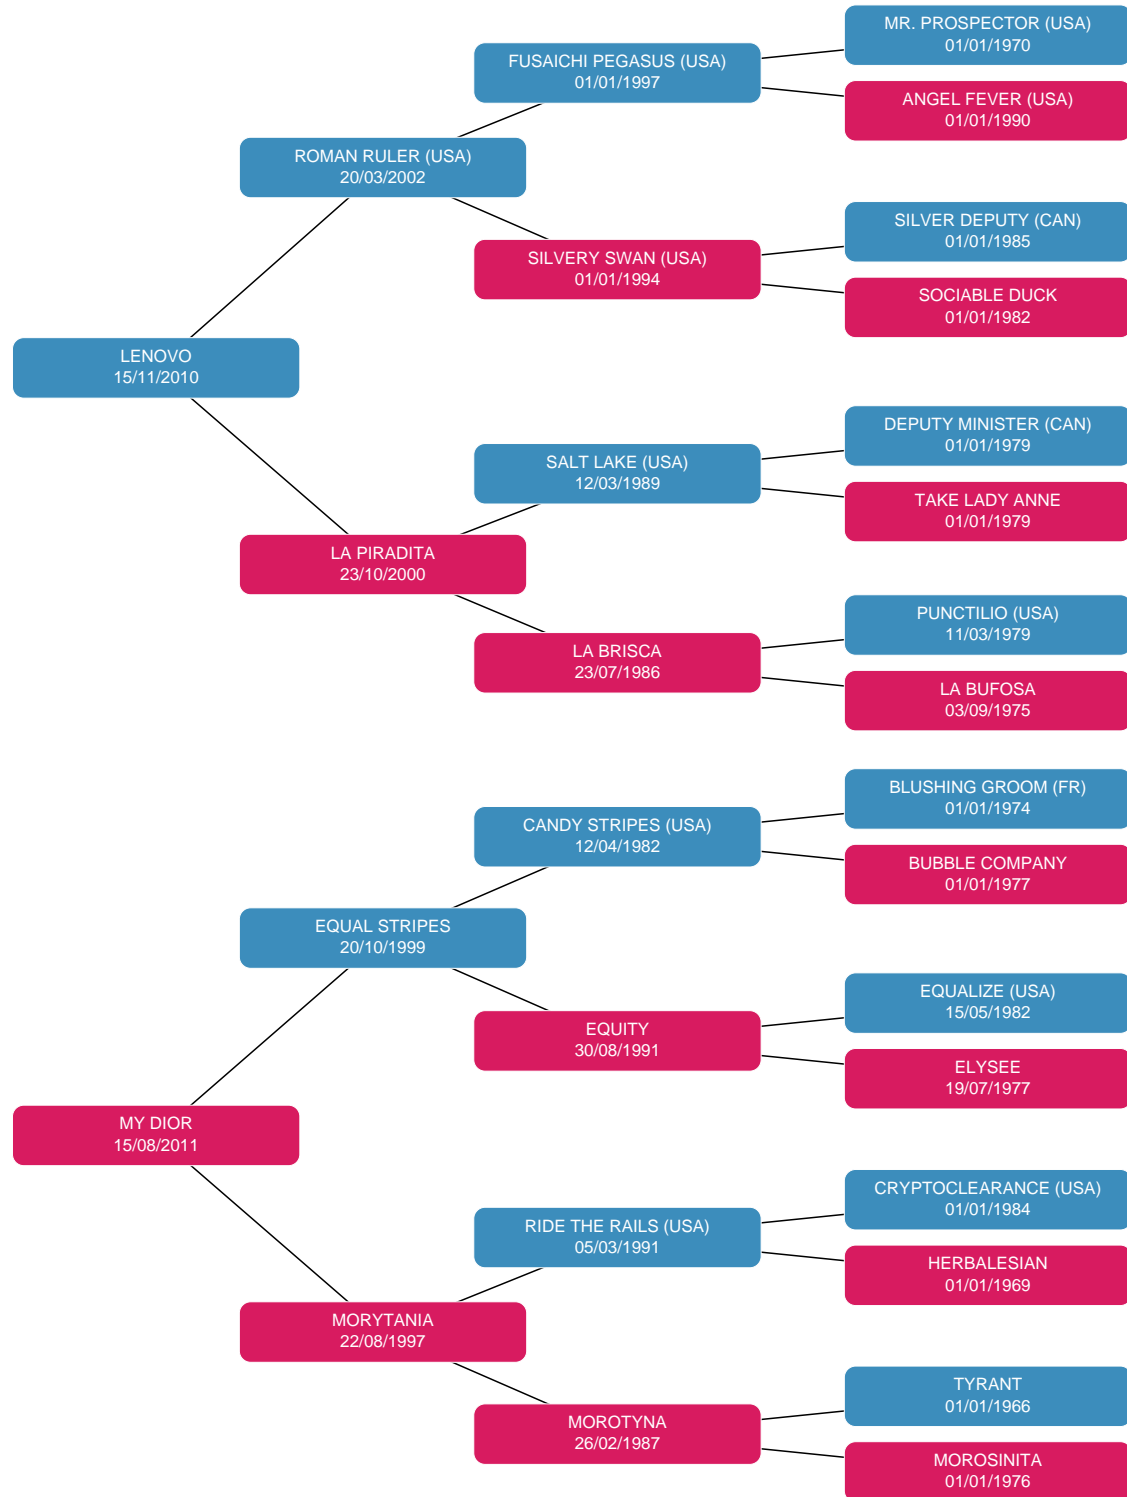 MR. PROSPECTOR (USA)
01/01/1970
FUSAICHI PEGASUS (USA)
01/01/1997
ANGEL FEVER (USA)
01/01/1990
ROMAN RULER (USA)
20/03/2002
SILVER DEPUTY (CAN)
01/01/1985
SILVERY SWAN (USA)
01/01/1994
SOCIABLE DUCK
01/01/1982
LENOVO
15/11/2010
DEPUTY MINISTER (CAN)
01/01/1979
SALT LAKE (USA)
12/03/1989
TAKE LADY ANNE
01/01/1979
LA PIRADITA
23/10/2000
PUNCTILIO (USA)
11/03/1979
LA BRISCA
23/07/1986
LA BUFOSA
03/09/1975
BLUSHING GROOM (FR)
01/01/1974
CANDY STRIPES (USA)
12/04/1982
BUBBLE COMPANY
01/01/1977
EQUAL STRIPES
20/10/1999
EQUALIZE (USA)
15/05/1982
EQUITY
30/08/1991
ELYSEE
19/07/1977
MY DIOR
15/08/2011
CRYPTOCLEARANCE (USA)
01/01/1984
RIDE THE RAILS (USA)
05/03/1991
HERBALESIAN
01/01/1969
MORYTANIA
22/08/1997
TYRANT
01/01/1966
MOROTYNA
26/02/1987
MOROSINITA
01/01/1976